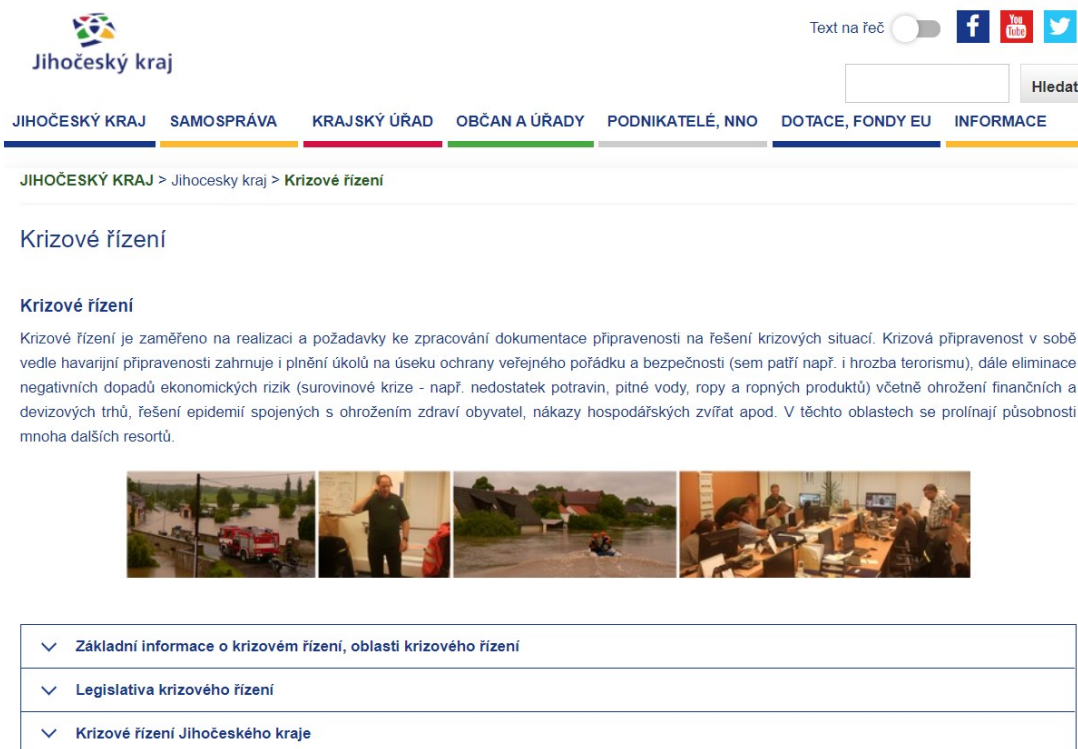 Jihočeský kraj
Text na řeč
You
Tube
Hledat
JIHOČESKÝ KRAJ SAMOSPRÁVA KRAJSKÝ ÚŘAD OBČAN A ÚŘADY PODNIKATELÉ, NNO DOTACE, FONDY EU INFORMACE
JIHOČESKÝ KRAJ > Jihocesky kraj > Krizové řízení
Krizové řízení
Krizové řízení
Krizové řízení je zaměřeno na realizaci a požadavky ke zpracování dokumentace připravenosti na řešení krizových situací. Krizová připravenost v sobě
vedle havarijní připravenosti zahrnuje i plnění úkolů na úseku ochrany veřejného pořádku a bezpečnosti (sem patří např. i hrozba terorismu), dále eliminace
negativních dopadů ekonomických rizik (surovinové krize - např. nedostatek potravin, pitné vody, ropy a ropných produktů) včetně ohrožení finančních a
devizových trhů, řešení epidemií spojených s ohrožením zdraví obyvatel, nákazy hospodářských zvířat apod. V těchto oblastech se prolínají působnosti
mnoha dalších resortů.
Základní informace o krizovém řízení, oblasti krizového řízení
Legislativa krizového řízení
Krizové řízení Jihočeského kraje